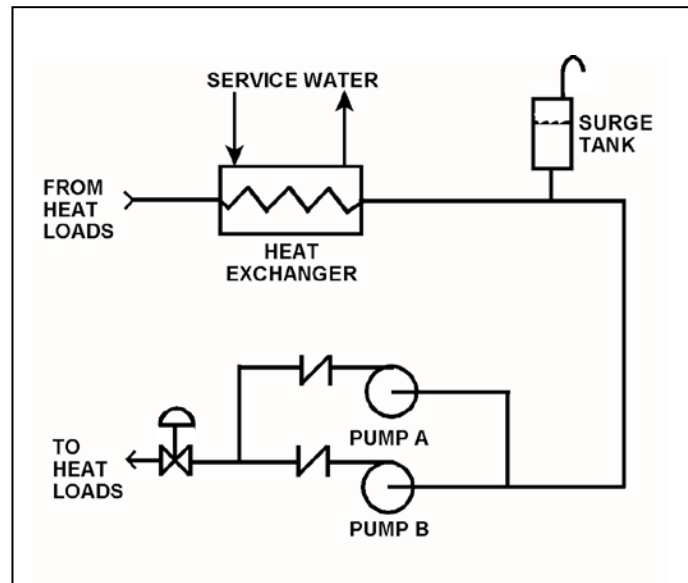 SERVICE WATER
SURGE
TANK
FROM
HEAT
LOADS
HEAT
EXCHANGER
PUMP A
TO
HEAT
LOADS
PUMP B